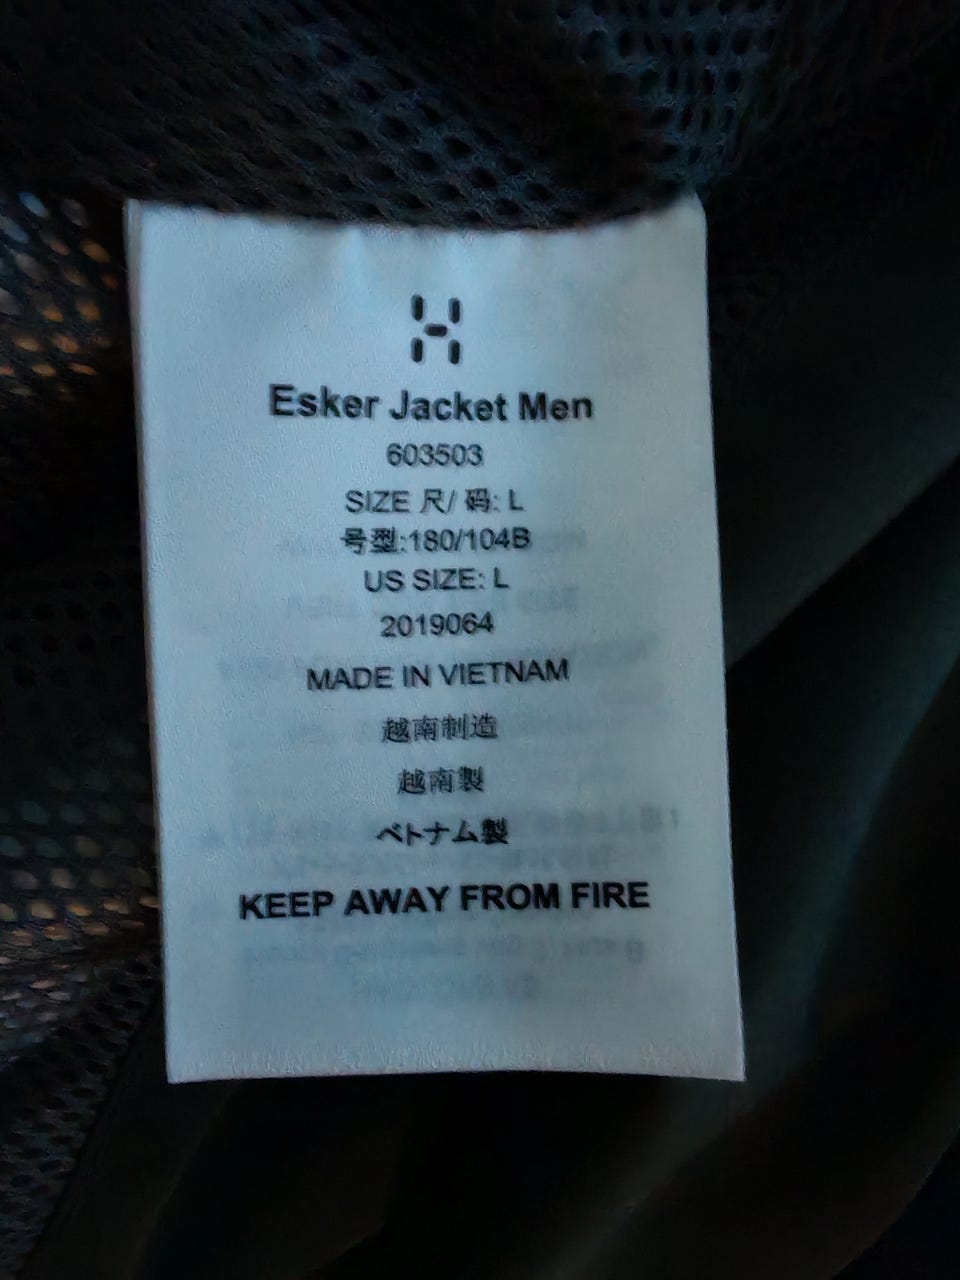 Esker Jacket Men
603503
SIZE 尺/ 码: L
号型:180/104B
US SIZE: L
2019064
MADE IN VIETNAM
越南制造
越南製
ベトナム製
KEEP AWAY FROM FIRE